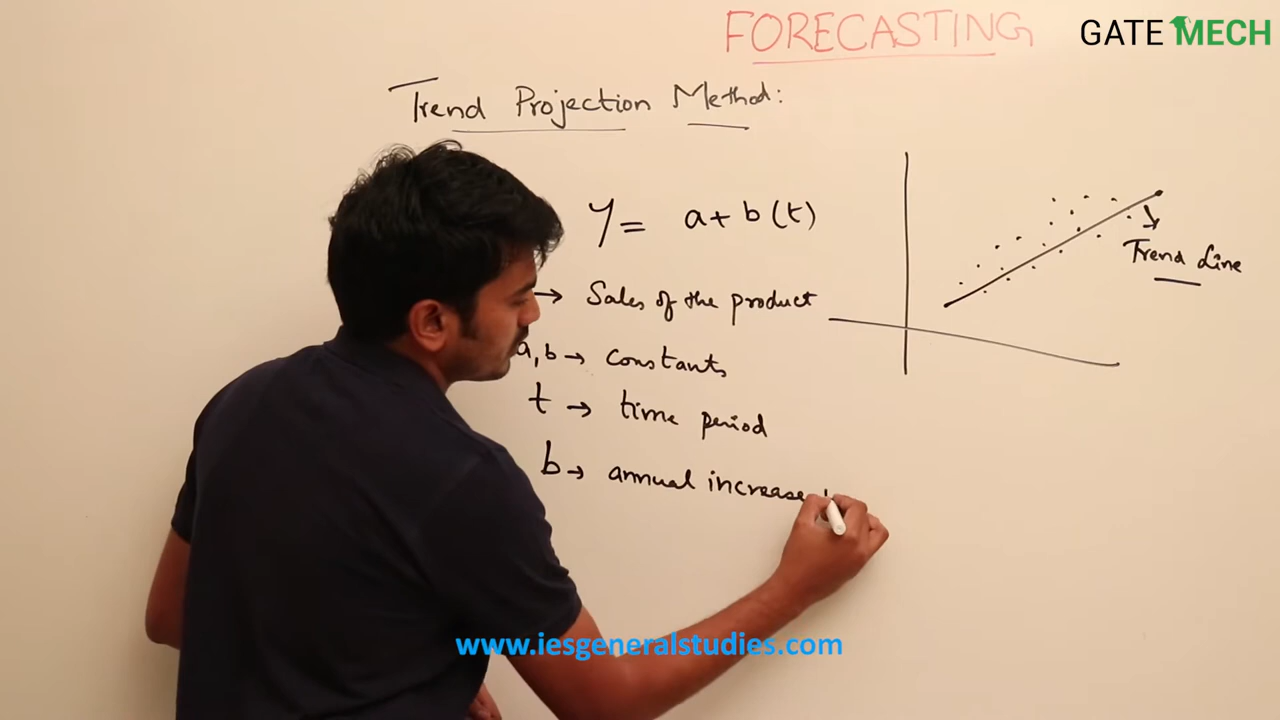 FORECASTING
GATE MECH
Trend Projection Method:
Y = a + b (t)
→ Sales of the product
a, b → constants
t → time period
b → annual increase
Trend Line
www.iesgeneralstudies.com